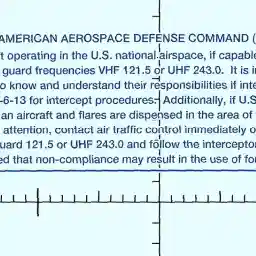 AMERICAN AEROSPACE DEFENSE COMMAND (
t operating in the U.S. national airspace, if capable
guard frequencies VHF 121.5 or UHF 243.0. It is i
o know and understand their responsibilities if inte
-6-13 for intercept procedures. Additionally, if U.S
an aircraft and flares are dispensed in the area of
attention, contact air traffic control immediately o
uard 121.5 or UHF 243.0 and follow the intercepto
ed that non-compliance may result in the use of fo